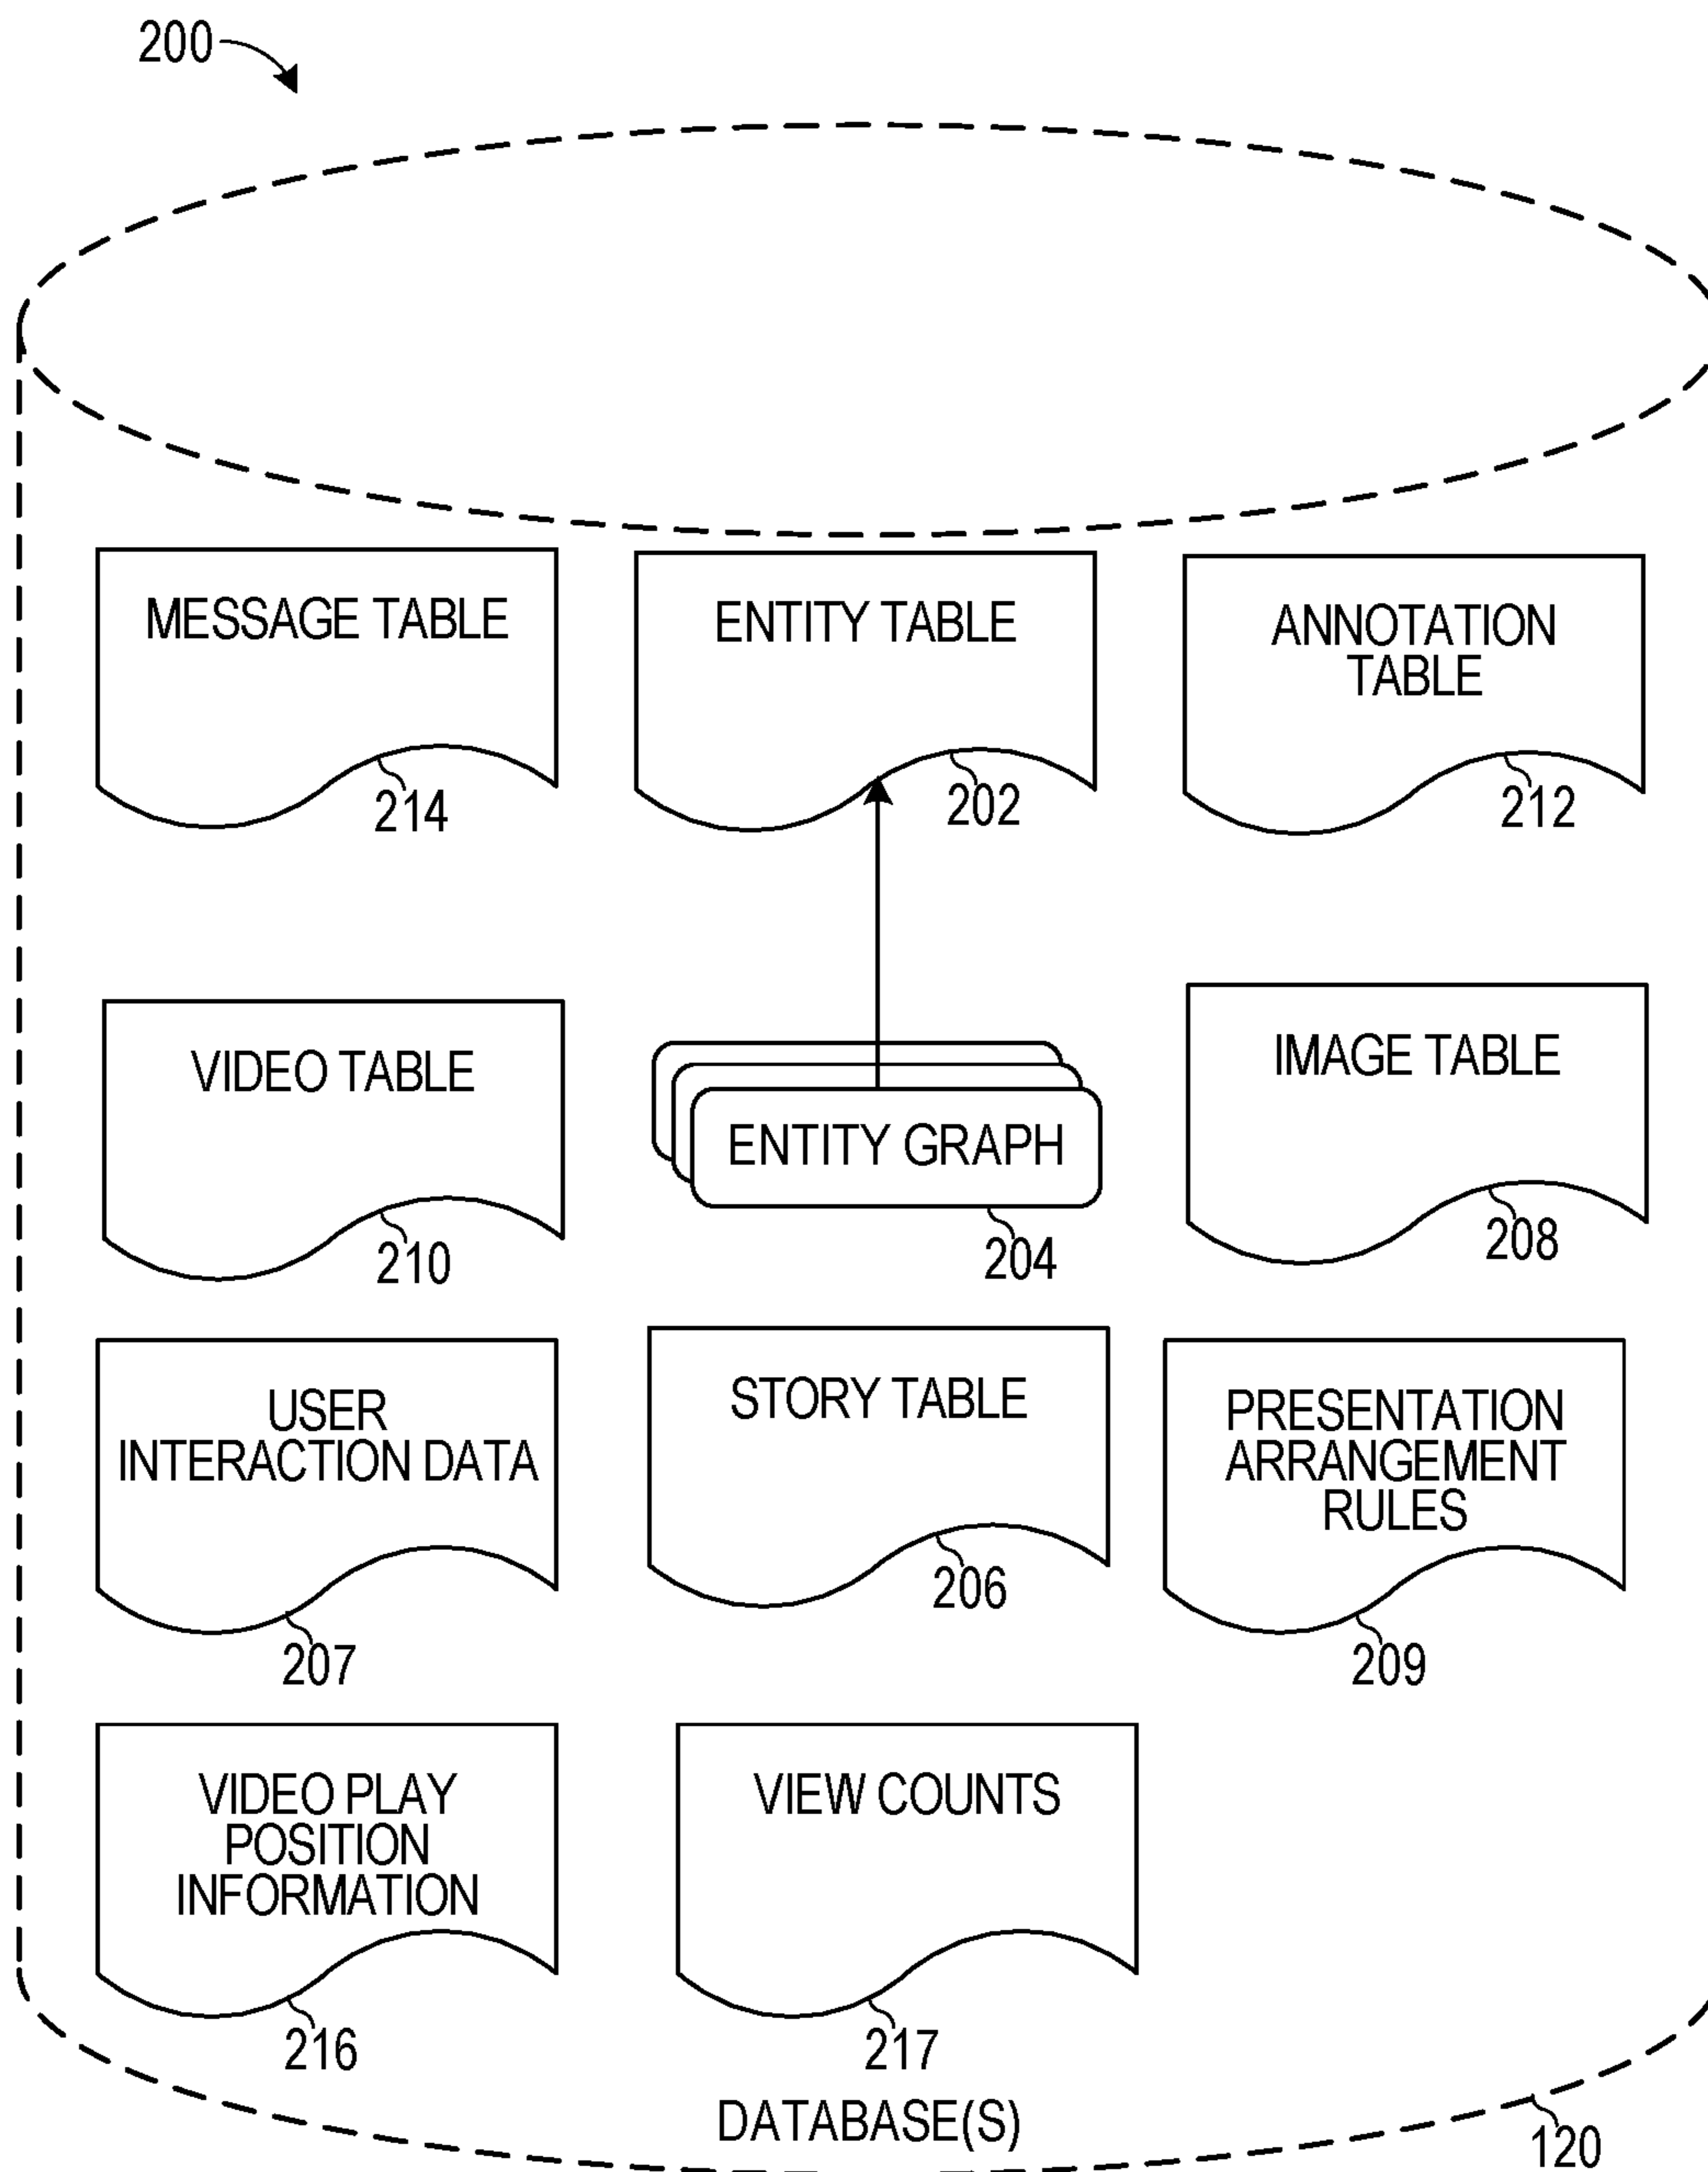 200
MESSAGE TABLE
214
ENTITY TABLE
202
ANNOTATION
TABLE
212
VIDEO TABLE
210
ENTITY GRAPH
204
IMAGE TABLE
208
USER
INTERACTION DATA
207
STORY TABLE
206
PRESENTATION
ARRANGEMENT
RULES
209
VIDEO PLAY
POSITION
INFORMATION
216
VIEW COUNTS
217
DATABASE(S)
120